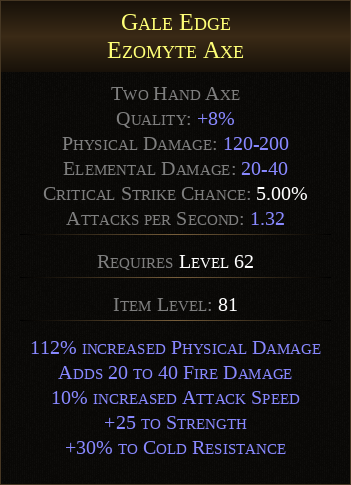 Gale Edge
Ezomyte Axe
Two Hand Axe
Quality: +8%
Physical Damage: 120-200
Elemental Damage: 20-40
Critical Strike Chance: 5.00%
Attacks per Second: 1.32
Requires Level 62
Item Level: 81
112% increased Physical Damage
Adds 20 to 40 Fire Damage
10% increased Attack Speed
+25 to Strength
+30% to Cold Resistance